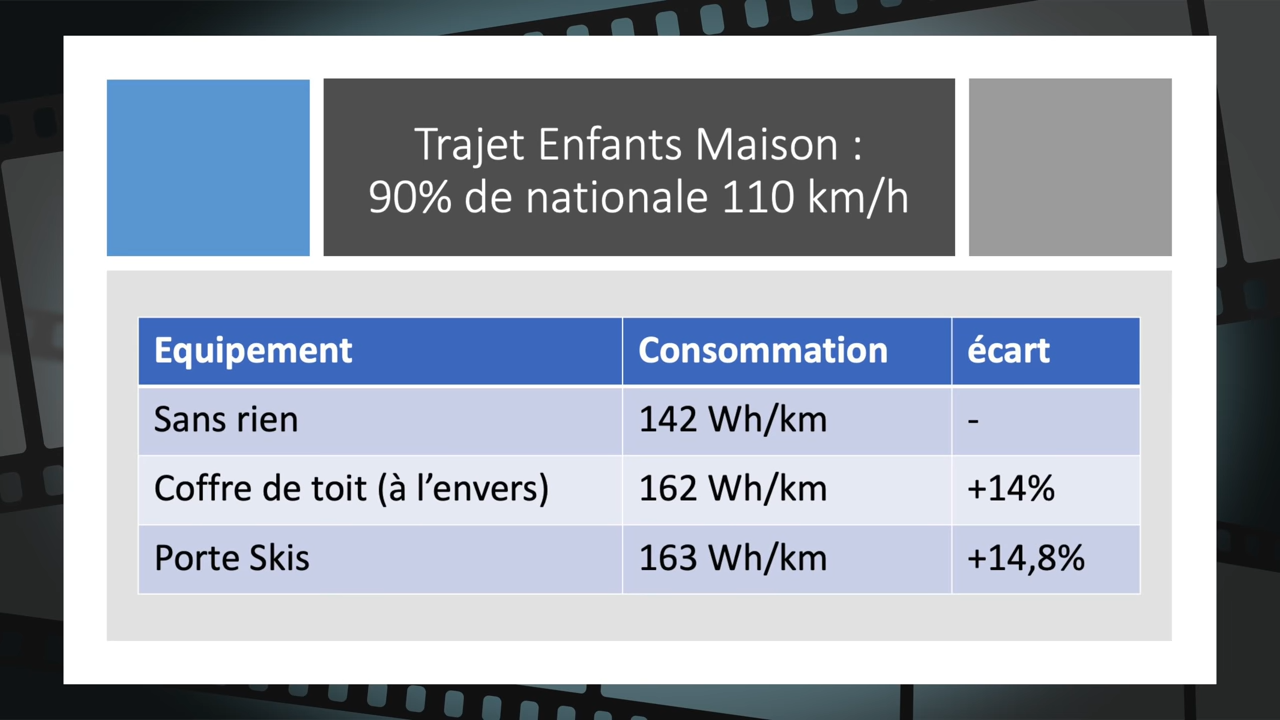 Trajet Enfants Maison :
90% de nationale 110 km/h
Equipement Consommation écart
Sans rien 142 Wh/km -
Coffre de toit (à l’envers) 162 Wh/km +14%
Porte Skis 163 Wh/km +14,8%